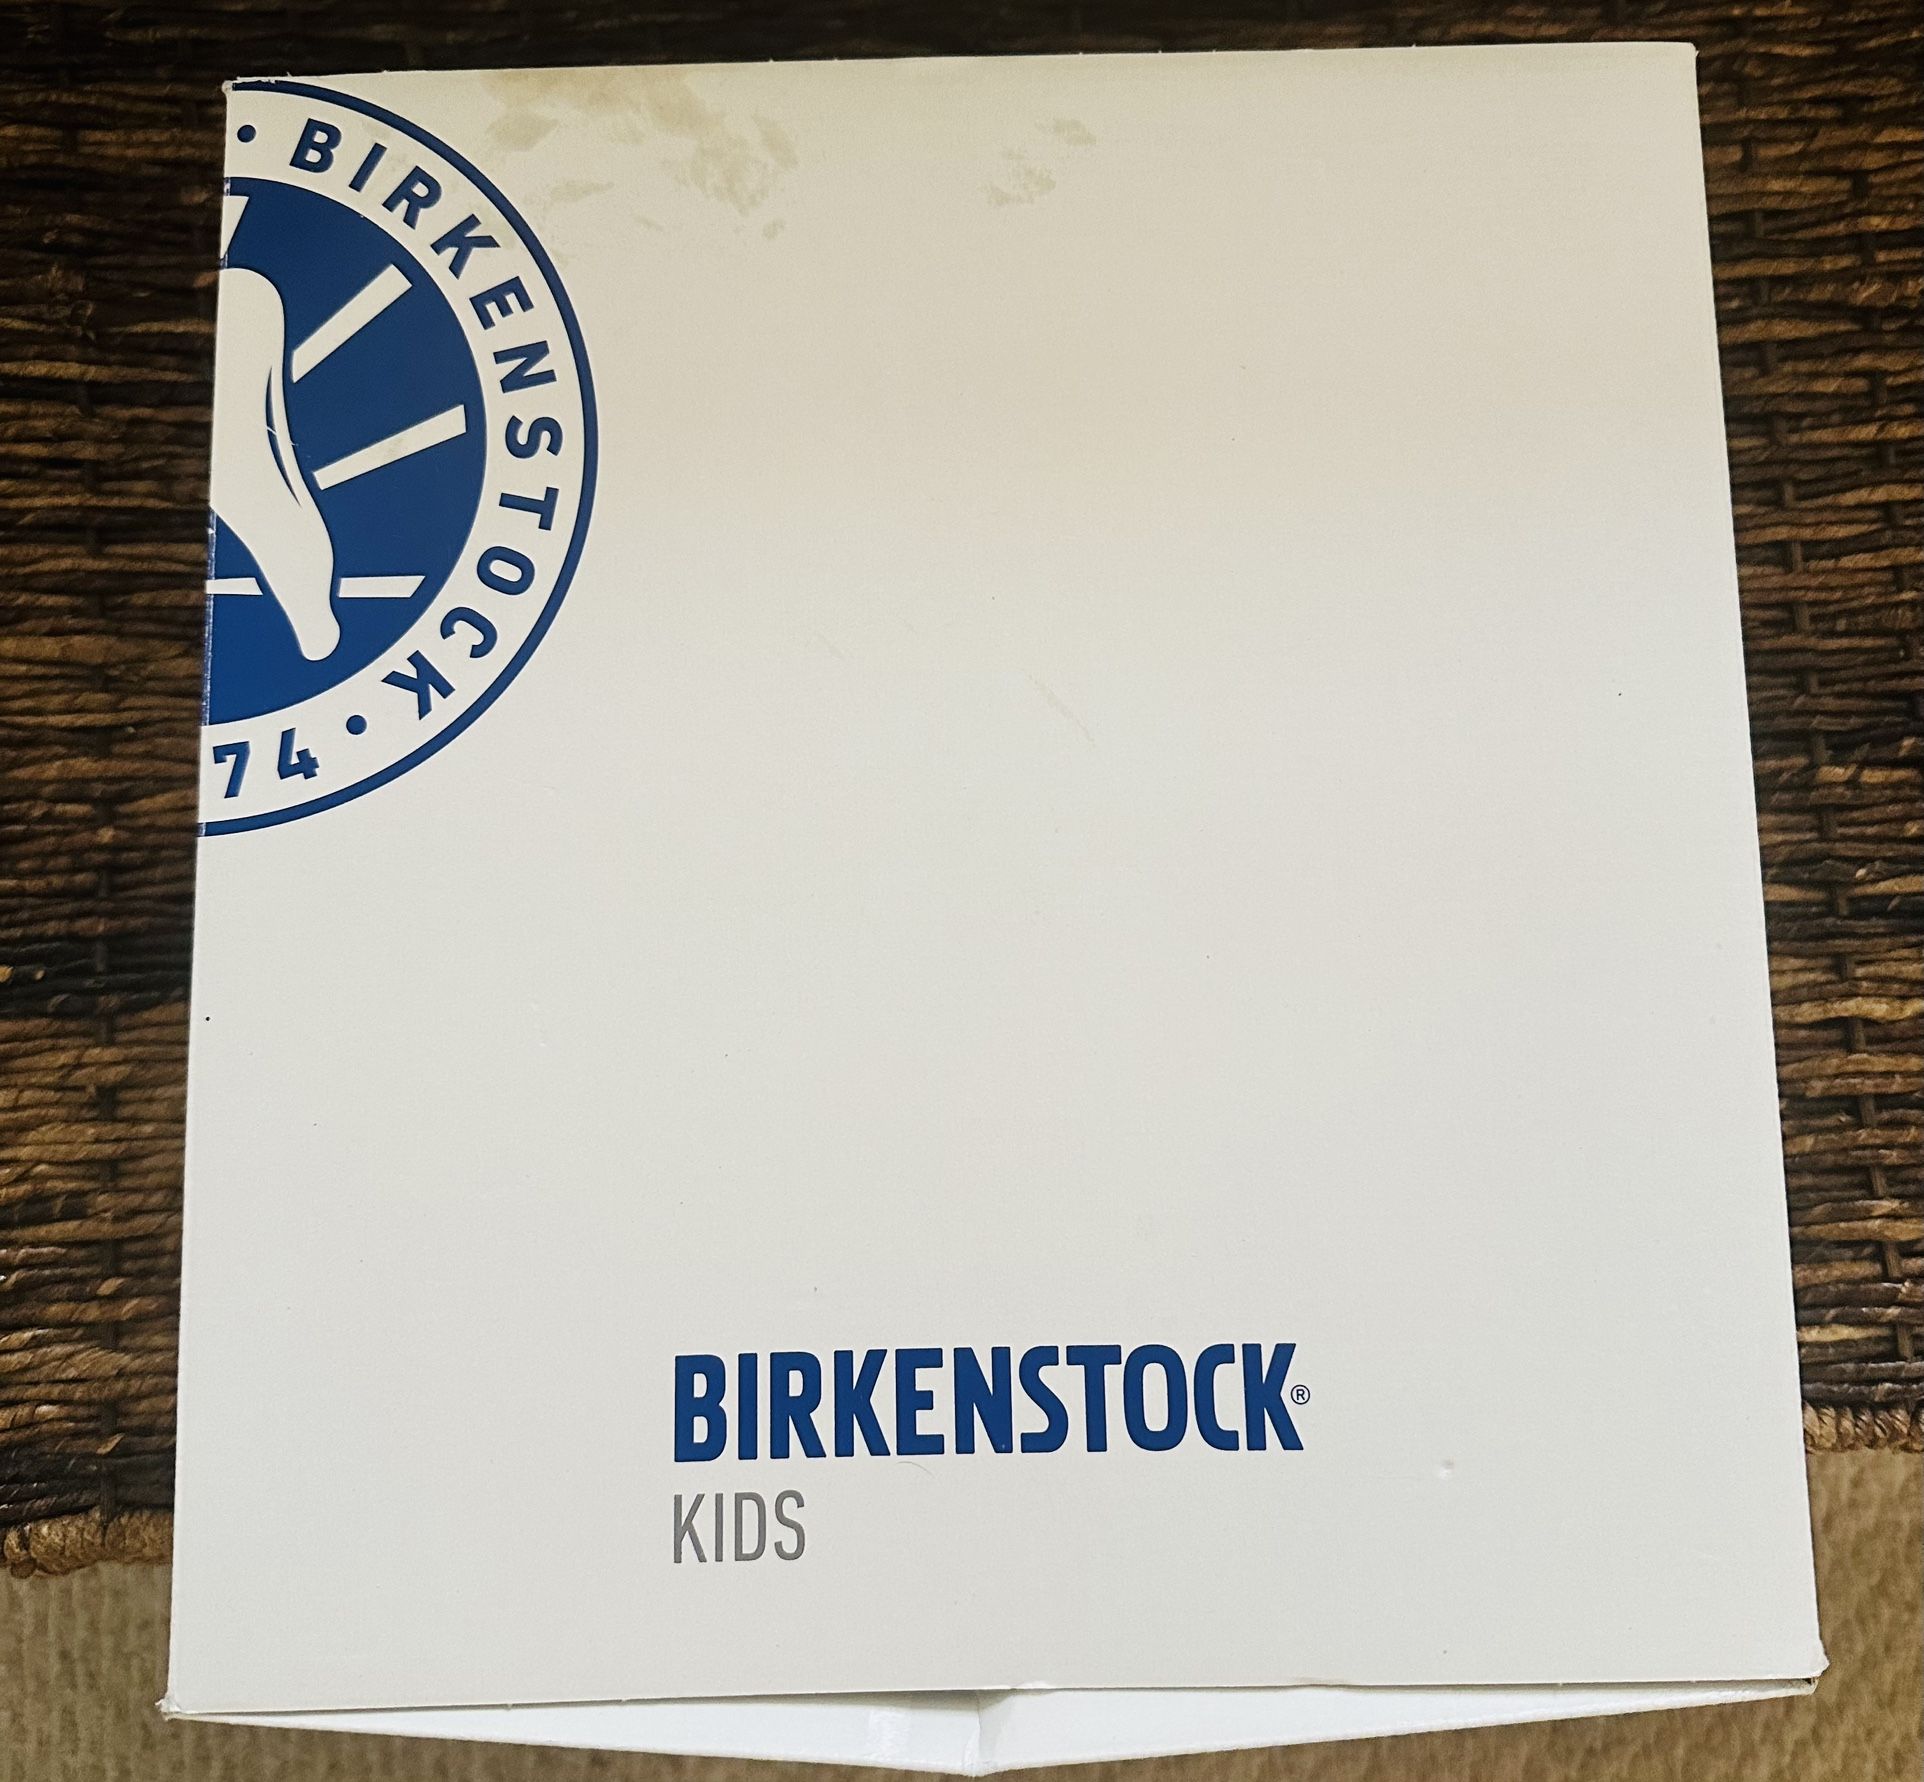 • BIRKENSTOCK • 74
BIRKENSTOCK®
KIDS